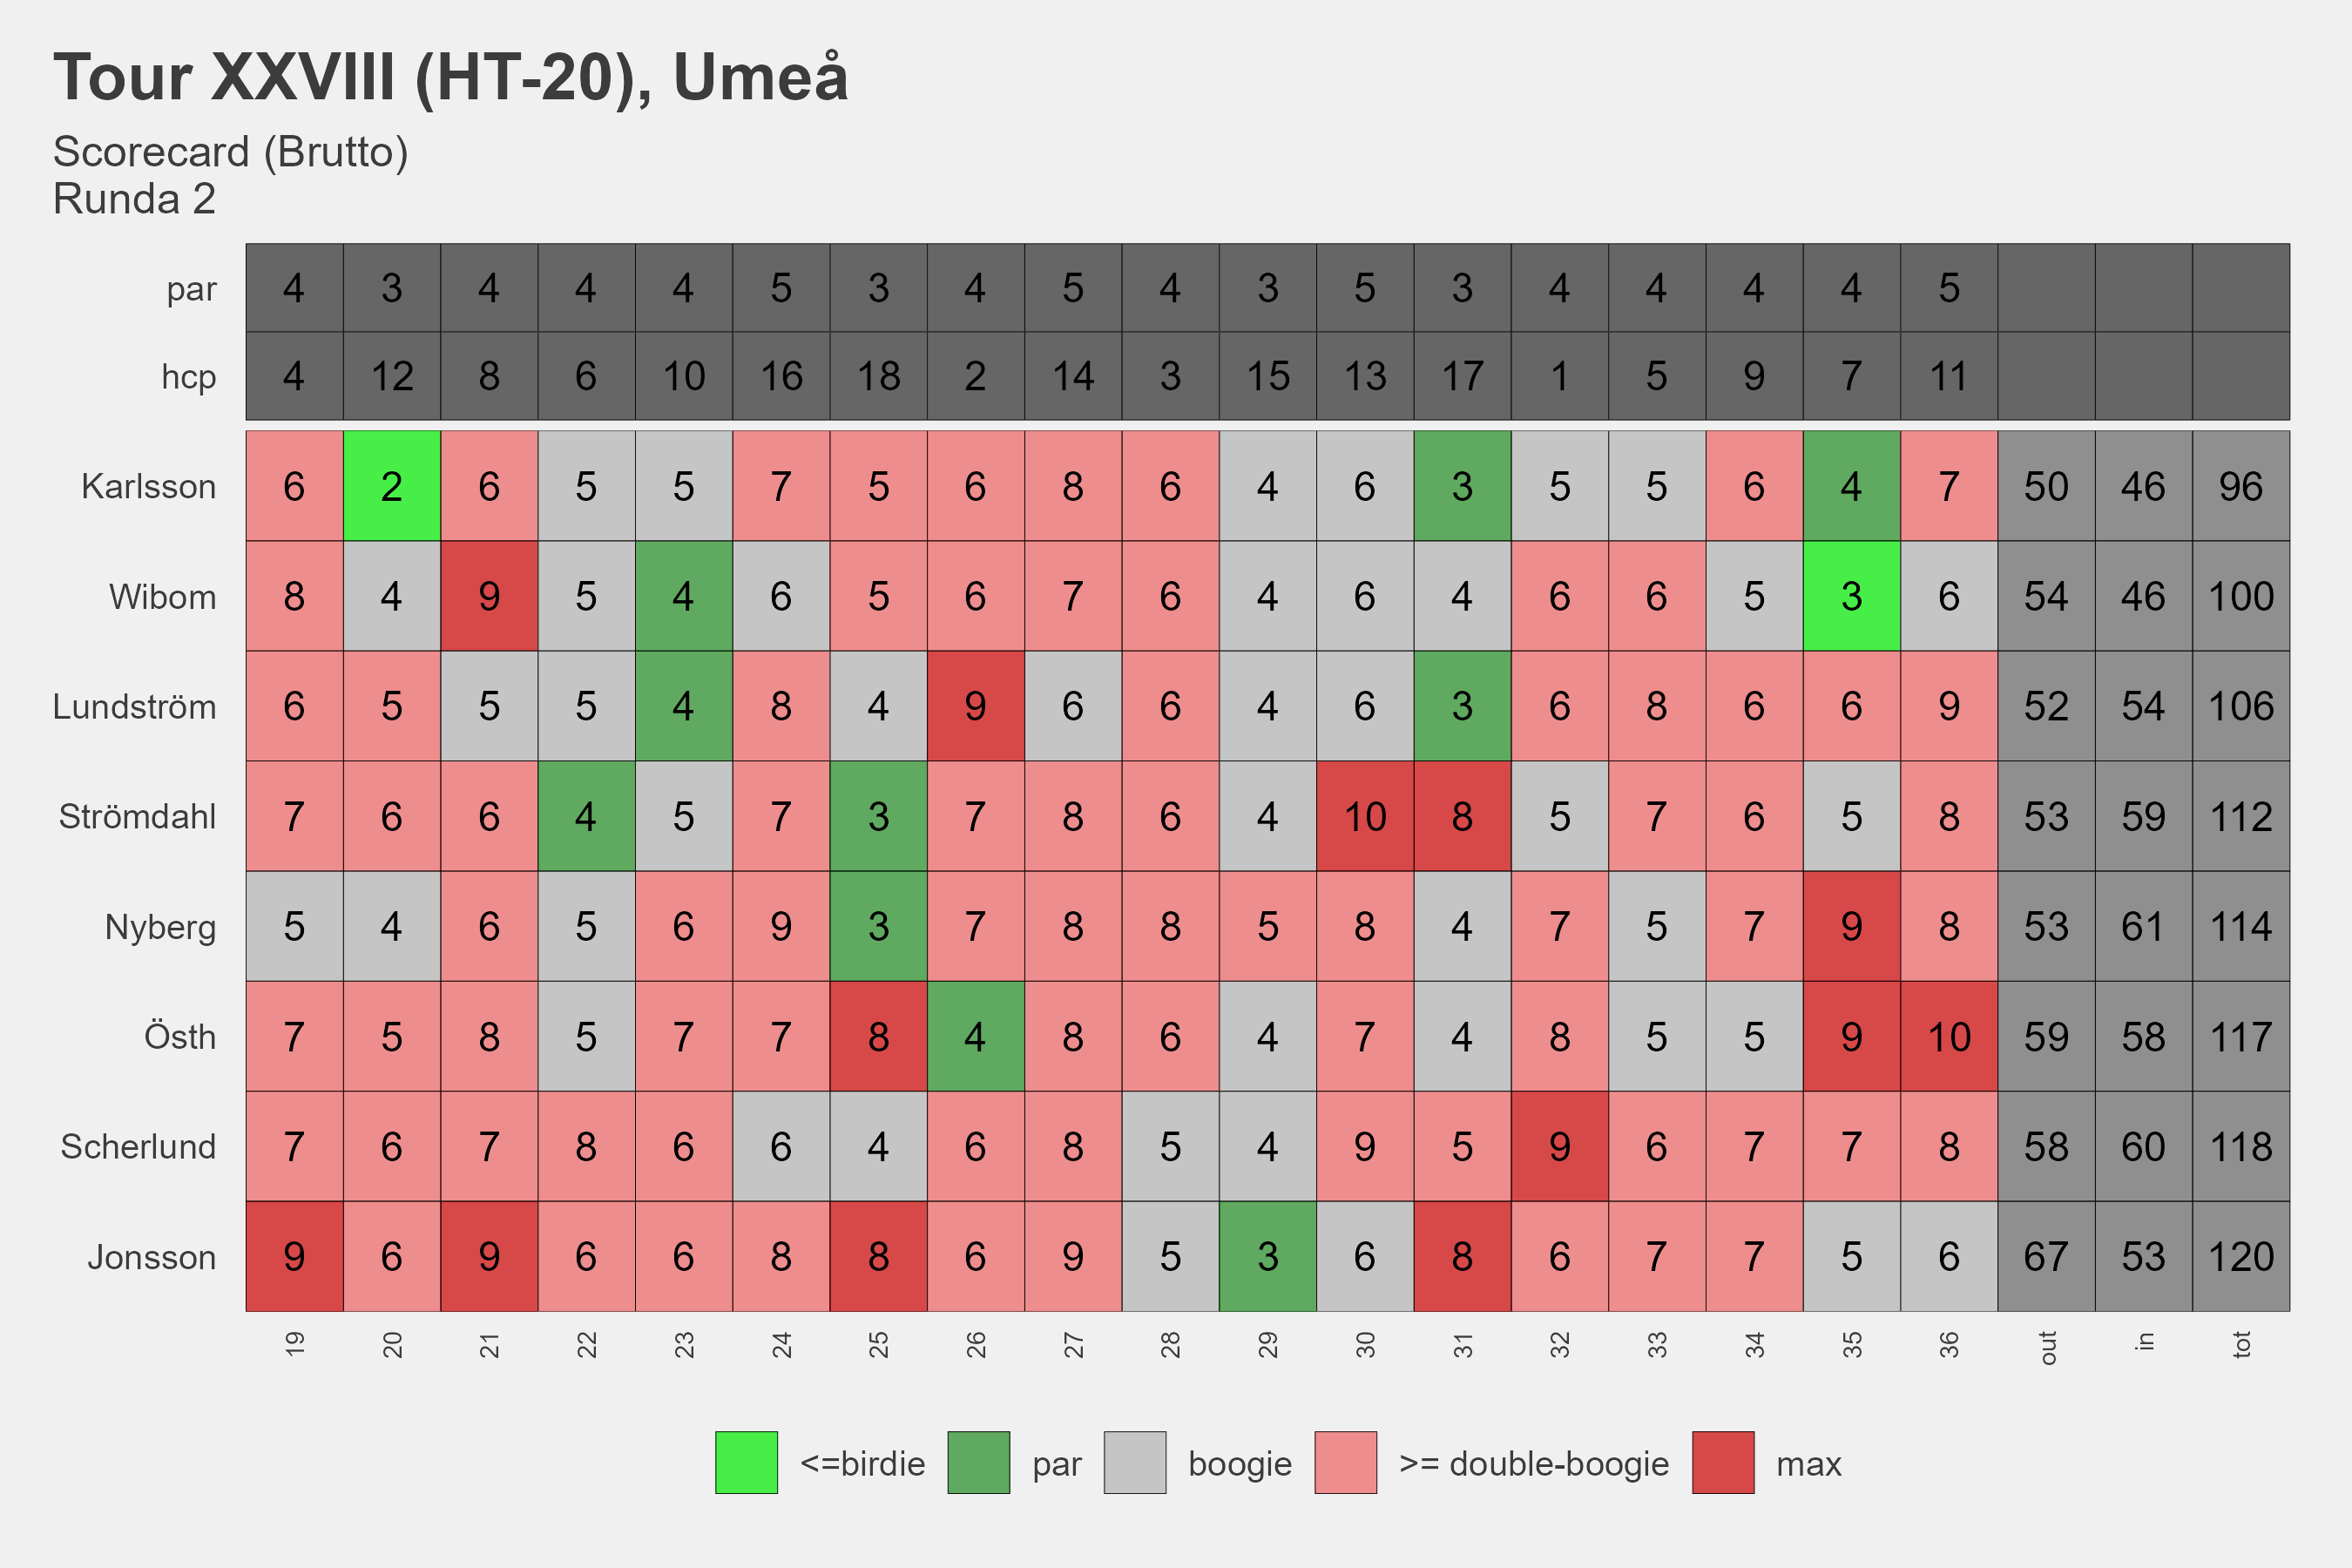 Tour XXVIII (HT-20), Umeå
Scorecard (Brutto)
Runda 2
par 4 3 4 4 4 5 3 4 5 4 3 5 3 4 4 4 4 5
hcp 4 12 8 6 10 16 18 2 14 3 15 13 17 1 5 9 7 11
Karlsson 6 2 6 5 5 7 5 6 8 6 4 6 3 5 5 6 4 7 50 46 96
Wibom 8 4 9 5 4 6 5 6 7 6 4 6 4 6 6 5 3 6 54 46 100
Lundström 6 5 5 5 4 8 4 9 6 6 4 6 3 6 8 6 6 9 52 54 106
Strömdahl 7 6 6 4 5 7 3 7 8 6 4 10 8 5 7 6 5 8 53 59 112
Nyberg 5 4 6 5 6 9 3 7 8 8 5 8 4 7 5 7 9 8 53 61 114
Östh 7 5 8 5 7 7 8 4 8 6 4 7 4 8 5 5 9 10 59 58 117
Scherlund 7 6 7 8 6 6 4 6 8 5 4 9 5 9 6 7 7 8 58 60 118
Jonsson 9 6 9 6 6 8 8 6 9 5 3 6 8 6 7 7 5 6 67 53 120
19 20 21 22 23 24 25 26 27 28 29 30 31 32 33 34 35 36 out in tot
<=birdie par boogie >= double-boogie max